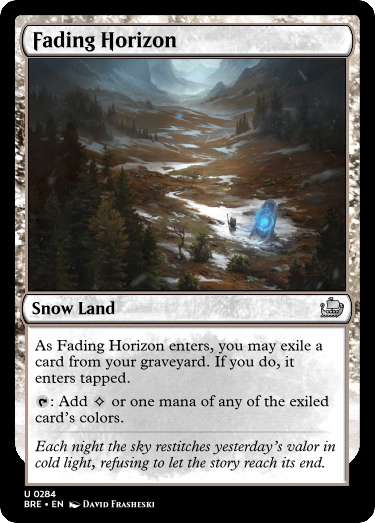 Fading Horizon
Snow Land
As Fading Horizon enters, you may exile a
card from your graveyard. If you do, it
enters tapped.
: Add or one mana of any of the exiled
card's colors.
Each night the sky restitches yesterday's valor in
cold light, refusing to let the story reach its end.
U 0284
BRE • EN DAVID FRASHESKI